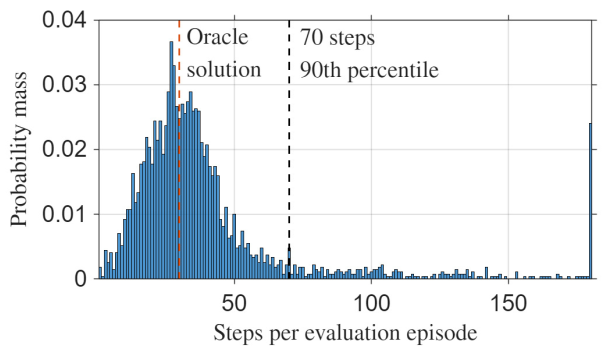 0.04
0.03
0.02
0.01
0
Probability mass
Oracle
solution
70 steps
90th percentile
50
100
150
Steps per evaluation episode